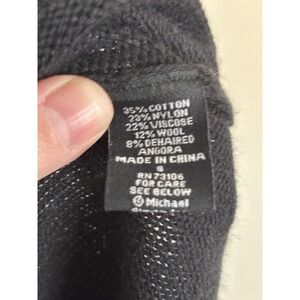 35% COTTON
23% NYLON
22% VISCOSE
12% WOOL
8% DEHAIRED
ANGORA
MADE IN CHINA
S
RN 73106
FOR CARE
SEE BELOW
© Michael